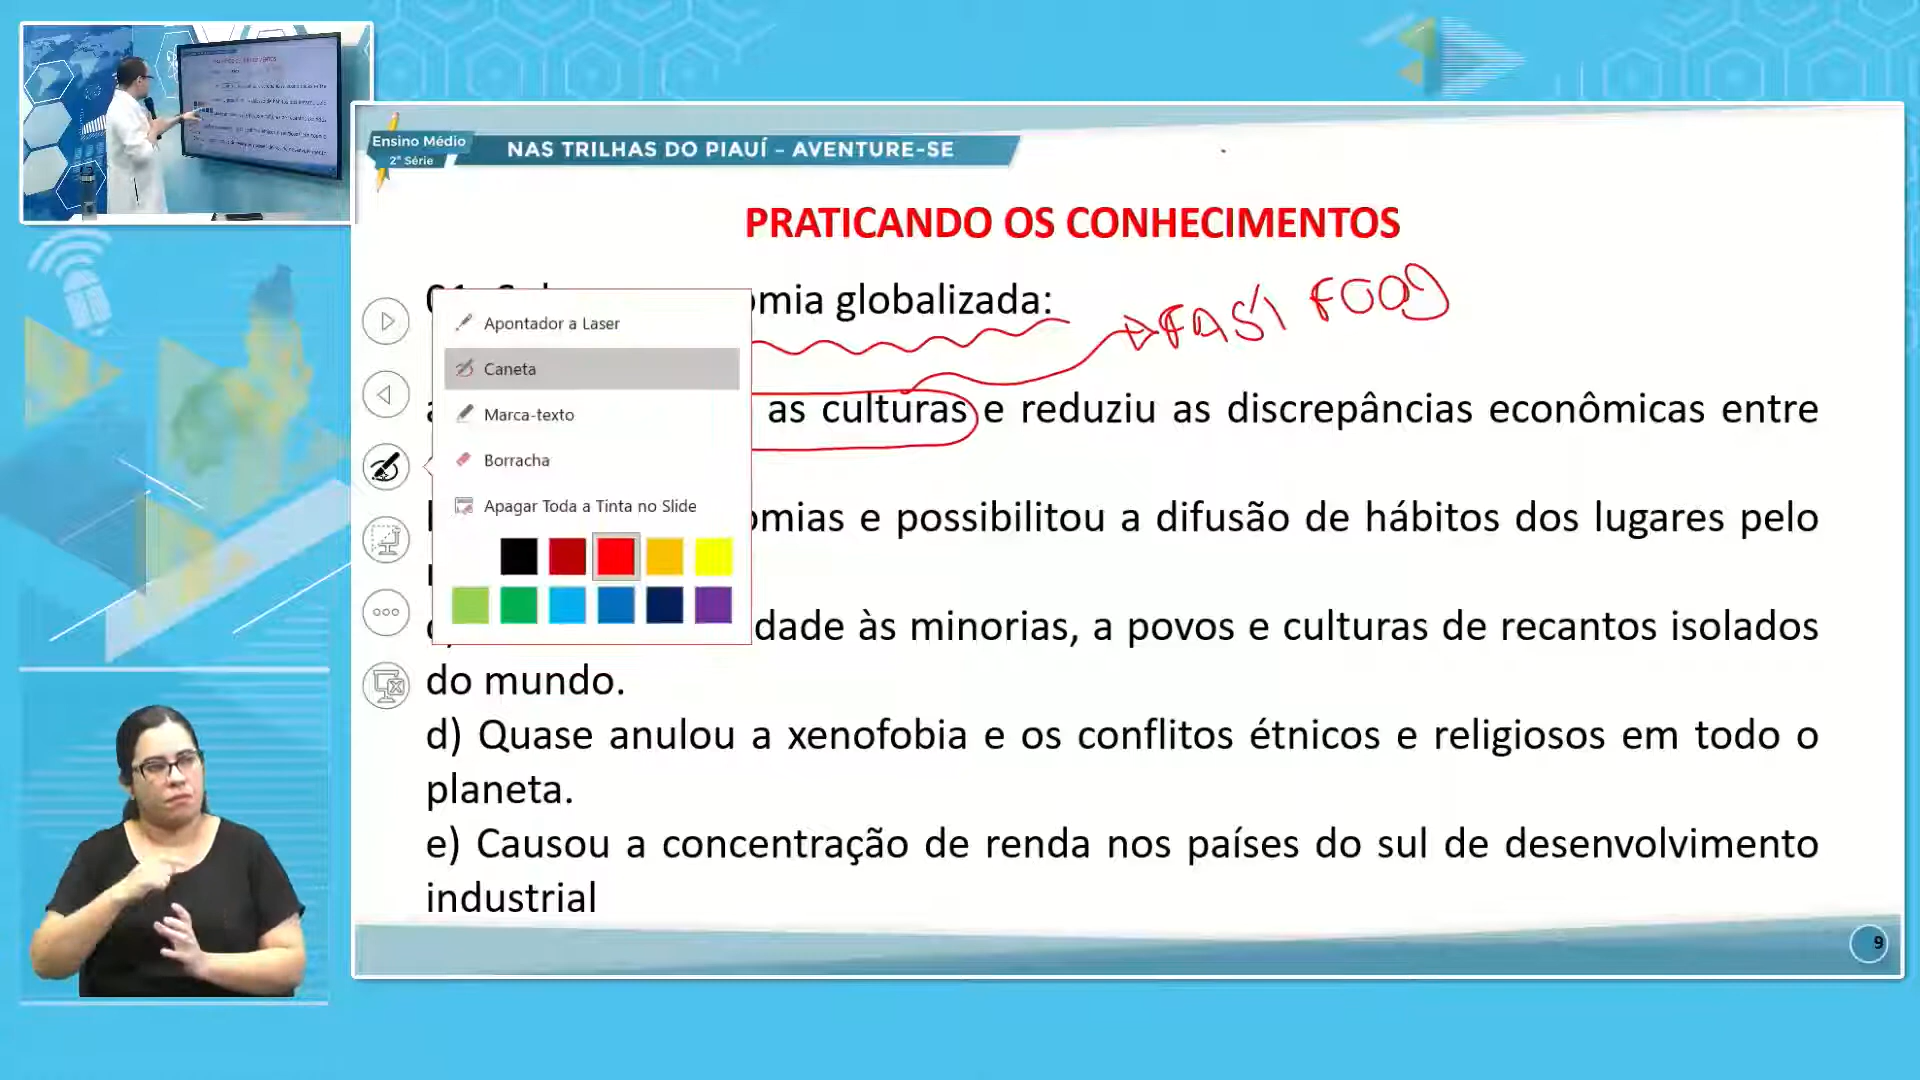 Ensino Médio
2ª Série
NAS TRILHAS DO PIAUÍ – AVENTURE-SE
PRATICANDO OS CONHECIMENTOS
globalizada:
FAST FOOD
Apontador a Laser
Caneta
Marca-texto
Borracha
Apagar Toda a Tinta no Slide
as culturas e reduziu as discrepâncias econômicas entre
e possibilitou a difusão de hábitos dos lugares pelo
às minorias, a povos e culturas de recantos isolados
do mundo.
d) Quase anulou a xenofobia e os conflitos étnicos e religiosos em todo o
planeta.
e) Causou a concentração de renda nos países do sul de desenvolvimento
industrial
9